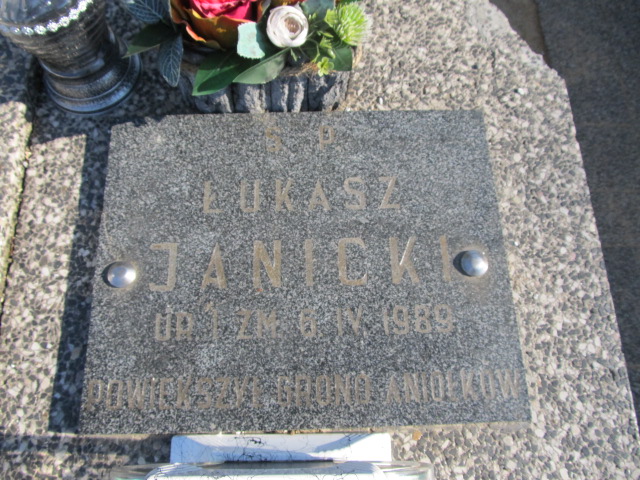 Ś P
ŁUKASZ
JANICKI
UR. I ZM. 6 IV 1989
POWIĘKSZYŁ GRONO ANIOŁKÓW